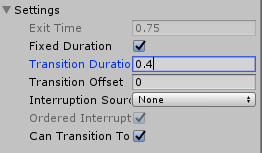 Settings
Exit Time 0.75
Fixed Duration
Transition Duratio 0.4
Transition Offset 0
Interruption Sour None
Ordered Interrupt
Can Transition To